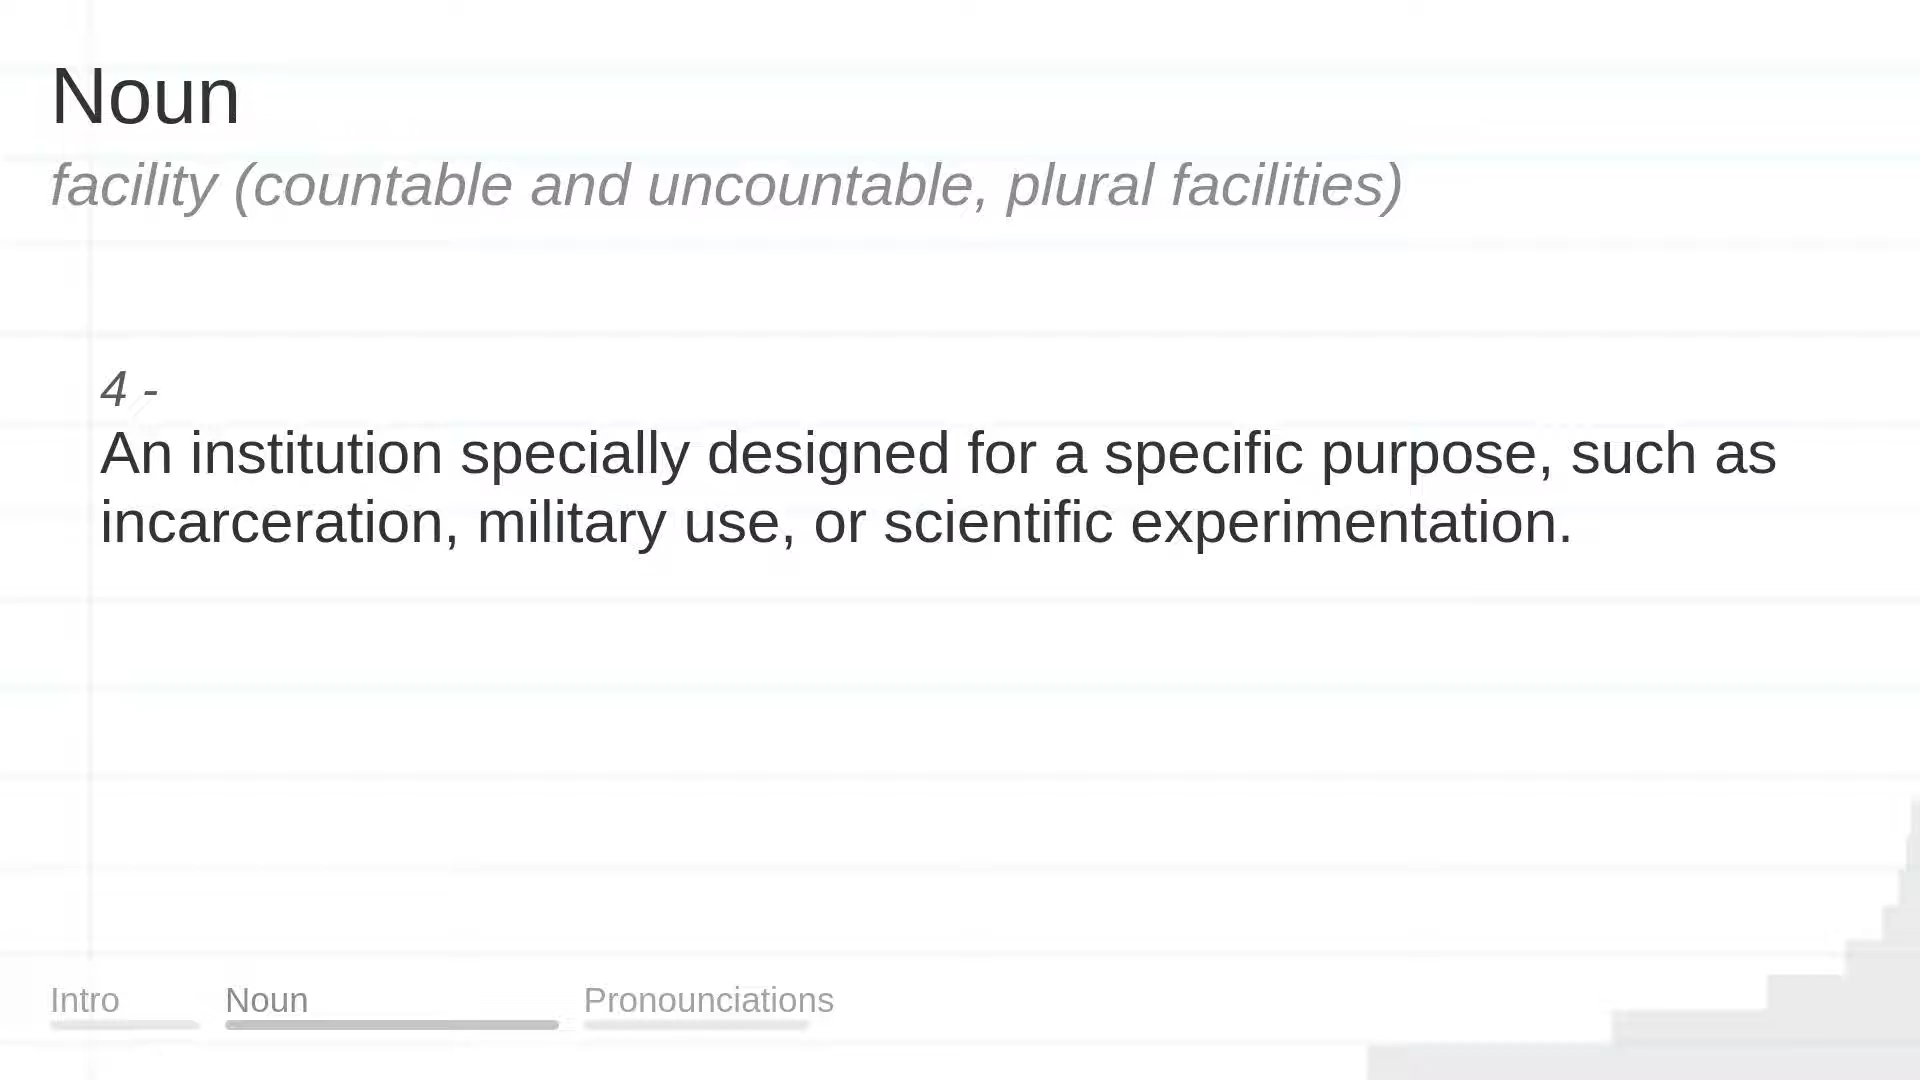 Noun
facility (countable and uncountable, plural facilities)
4 -
An institution specially designed for a specific purpose, such as
incarceration, military use, or scientific experimentation.
Intro
Noun
Pronounciations